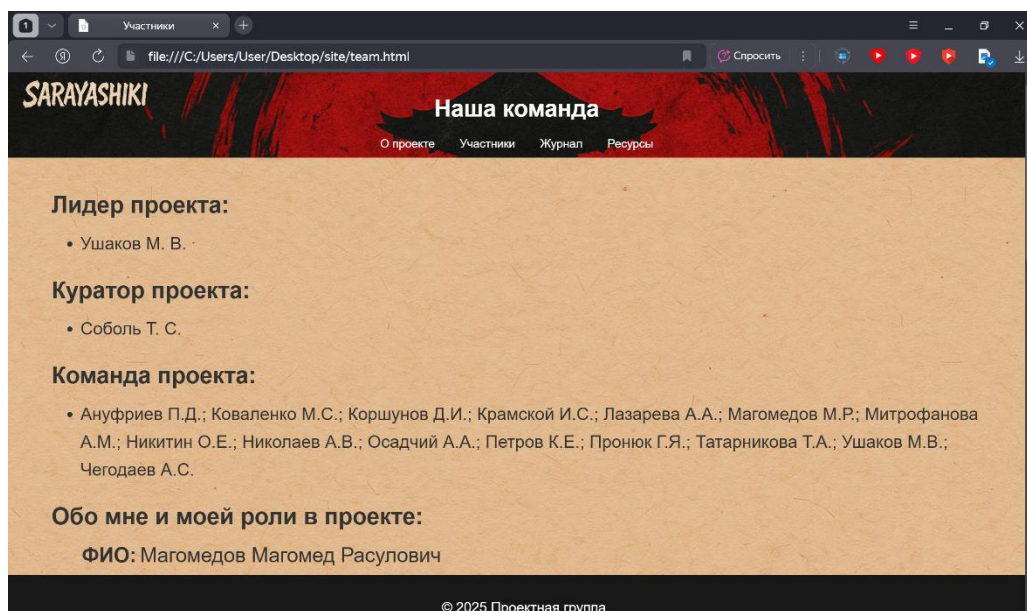 1
Участники
file:///C:/Users/User/Desktop/site/team.html
Спросить
SARAYASHIKI
Наша команда
О проекте Участники Журнал Ресурсы
Лидер проекта:
• Ушаков М. В.
Куратор проекта:
• Соболь Т. С.
Команда проекта:
• Ануфриев П.Д.; Коваленко М.С.; Коршунов Д.И.; Крамской И.С.; Лазарева А.А.; Магомедов М.Р.; Митрофанова
А.М.; Никитин О.Е.; Николаев А.В.; Осадчий А.А.; Петров К.Е.; Пронюк Г.Я.; Татарникова Т.А.; Ушаков М.В.;
Чегодаев А.С.
Обо мне и моей роли в проекте:
ФИО: Магомедов Магомед Расулович
© 2025 Проектная группа